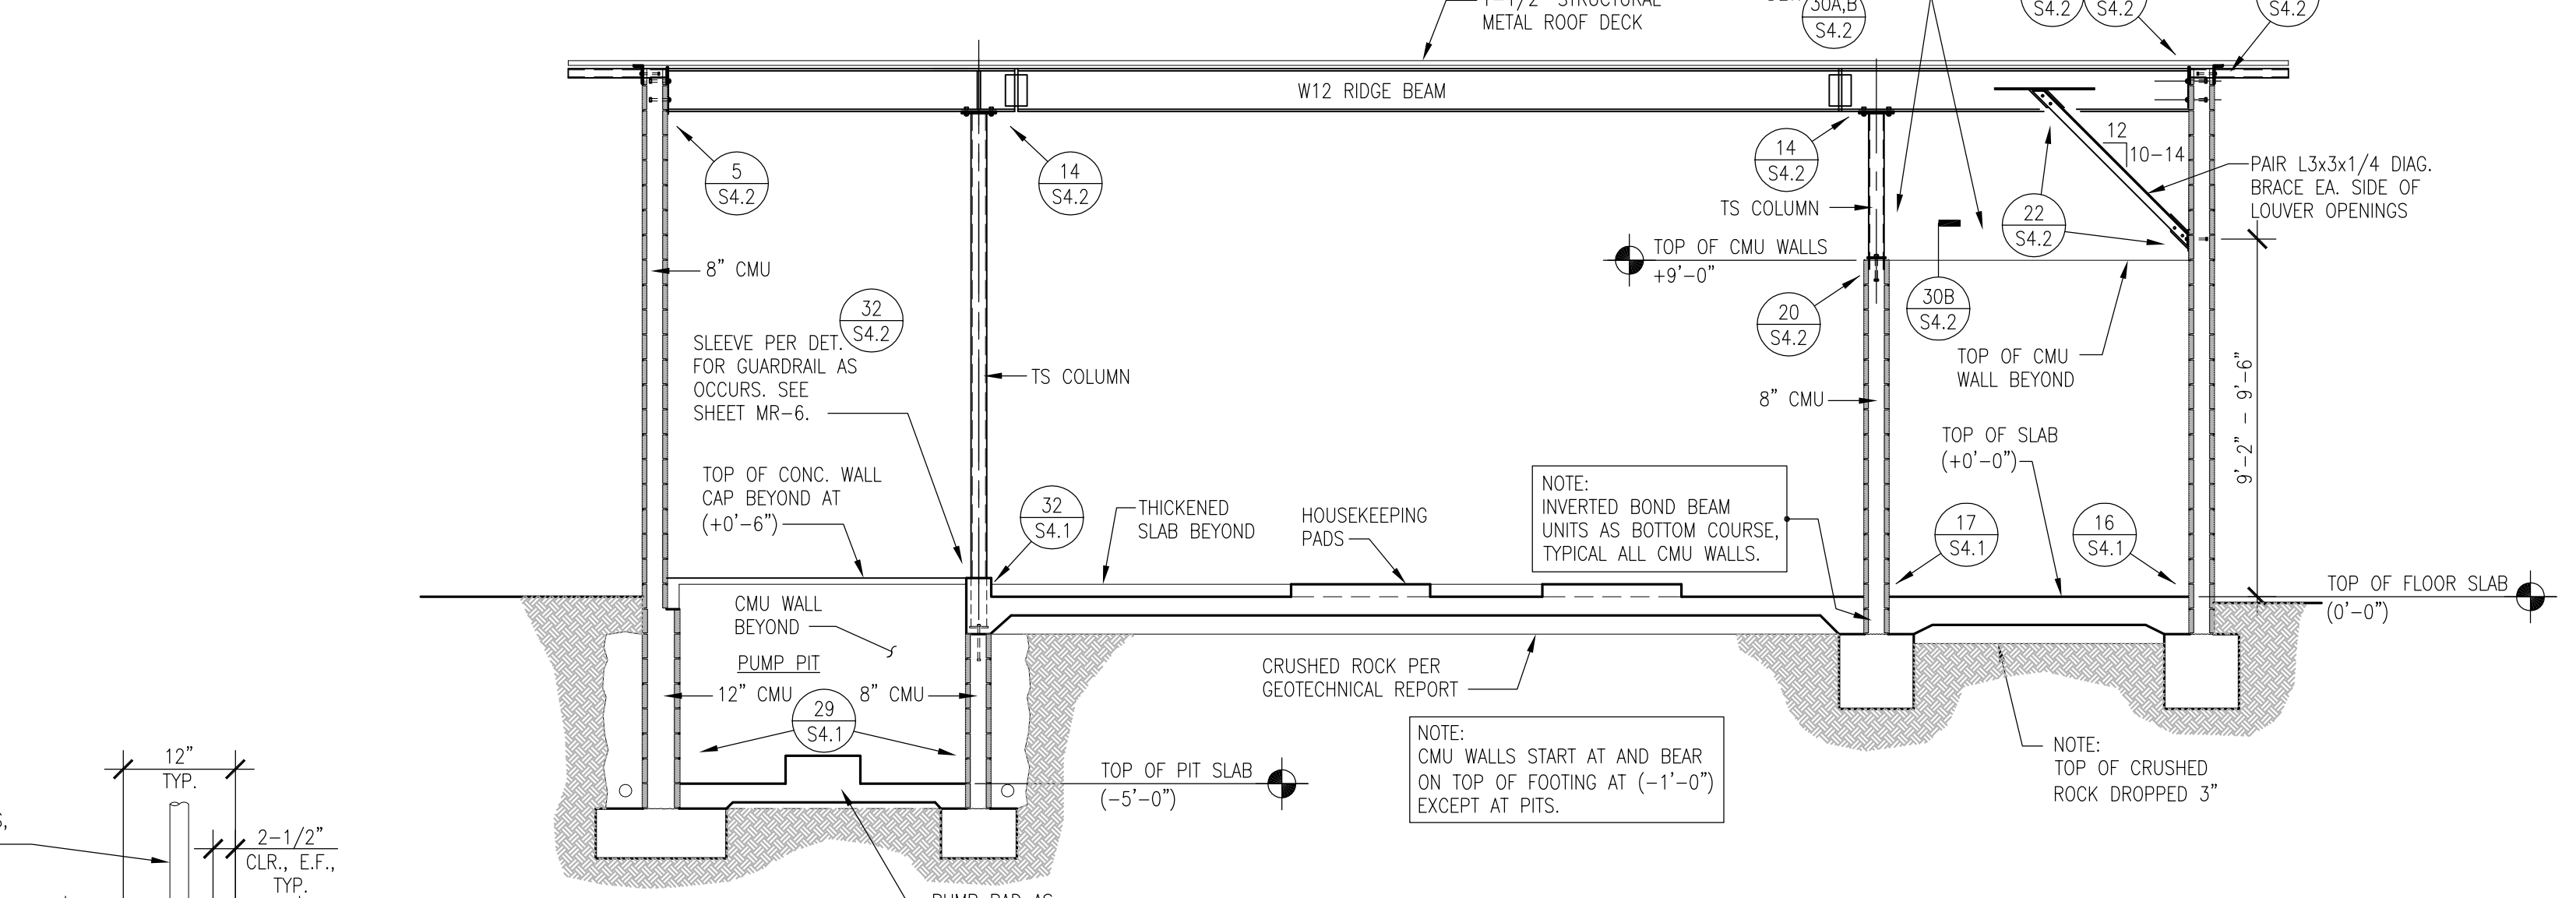 1-1/2" STRUCTURAL
METAL ROOF DECK
30A,B
S4.2
S4.2
S4.2
S4.2
W12 RIDGE BEAM
5
S4.2
14
S4.2
14
S4.2
12
10-14
PAIR L3x3x1/4 DIAG.
BRACE EA. SIDE OF
LOUVER OPENINGS
TS COLUMN
22
S4.2
TOP OF CMU WALLS
+9'-0"
8" CMU
32
S4.2
SLEEVE PER DET.
FOR GUARDRAIL AS
OCCURS. SEE
SHEET MR-6.
TS COLUMN
20
S4.2
30B
S4.2
TOP OF CMU
WALL BEYOND
8" CMU
9'-2" - 9'-6"
TOP OF SLAB
(+0'-0")
TOP OF CONC. WALL
CAP BEYOND AT
(+0'-6")
32
S4.1
THICKENED
SLAB BEYOND
HOUSEKEEPING
PADS
NOTE:
INVERTED BOND BEAM
UNITS AS BOTTOM COURSE,
TYPICAL ALL CMU WALLS.
17
S4.1
16
S4.1
TOP OF FLOOR SLAB
(0'-0")
CMU WALL
BEYOND
PUMP PIT
12" CMU
8" CMU
29
S4.1
CRUSHED ROCK PER
GEOTECHNICAL REPORT
NOTE:
CMU WALLS START AT AND BEAR
ON TOP OF FOOTING AT (-1'-0")
EXCEPT AT PITS.
NOTE:
TOP OF CRUSHED
ROCK DROPPED 3"
TOP OF PIT SLAB
(-5'-0")
12"
TYP.
2-1/2"
CLR., E.F.,
TYP.
PUMP PAD AS